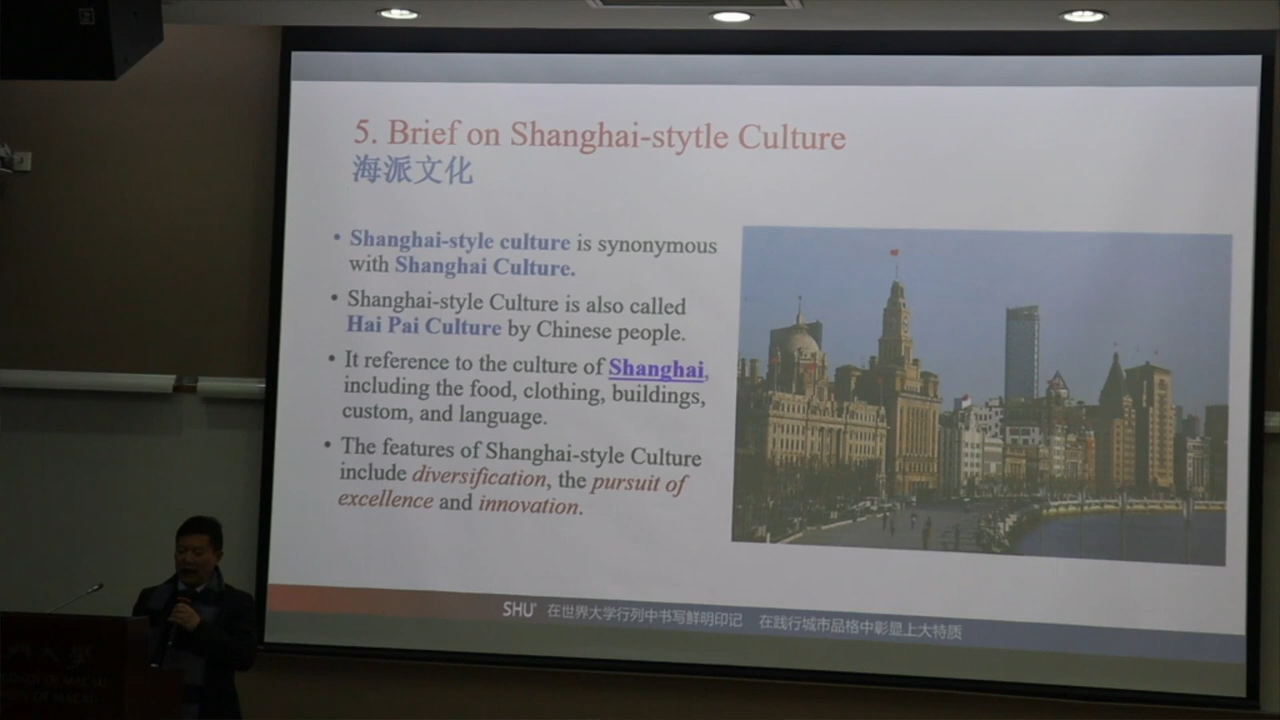 5. Brief on Shanghai-stytle Culture
海派文化
• Shanghai-style culture is synonymous
with Shanghai Culture.
• Shanghai-style Culture is also called
Hai Pai Culture by Chinese people.
• It reference to the culture of Shanghai,
including the food, clothing, buildings,
custom, and language.
• The features of Shanghai-style Culture
include diversification, the pursuit of
excellence and innovation.
SHU 在世界大学行列中书写鲜明印记 在践行城市品格中彰显上大特质